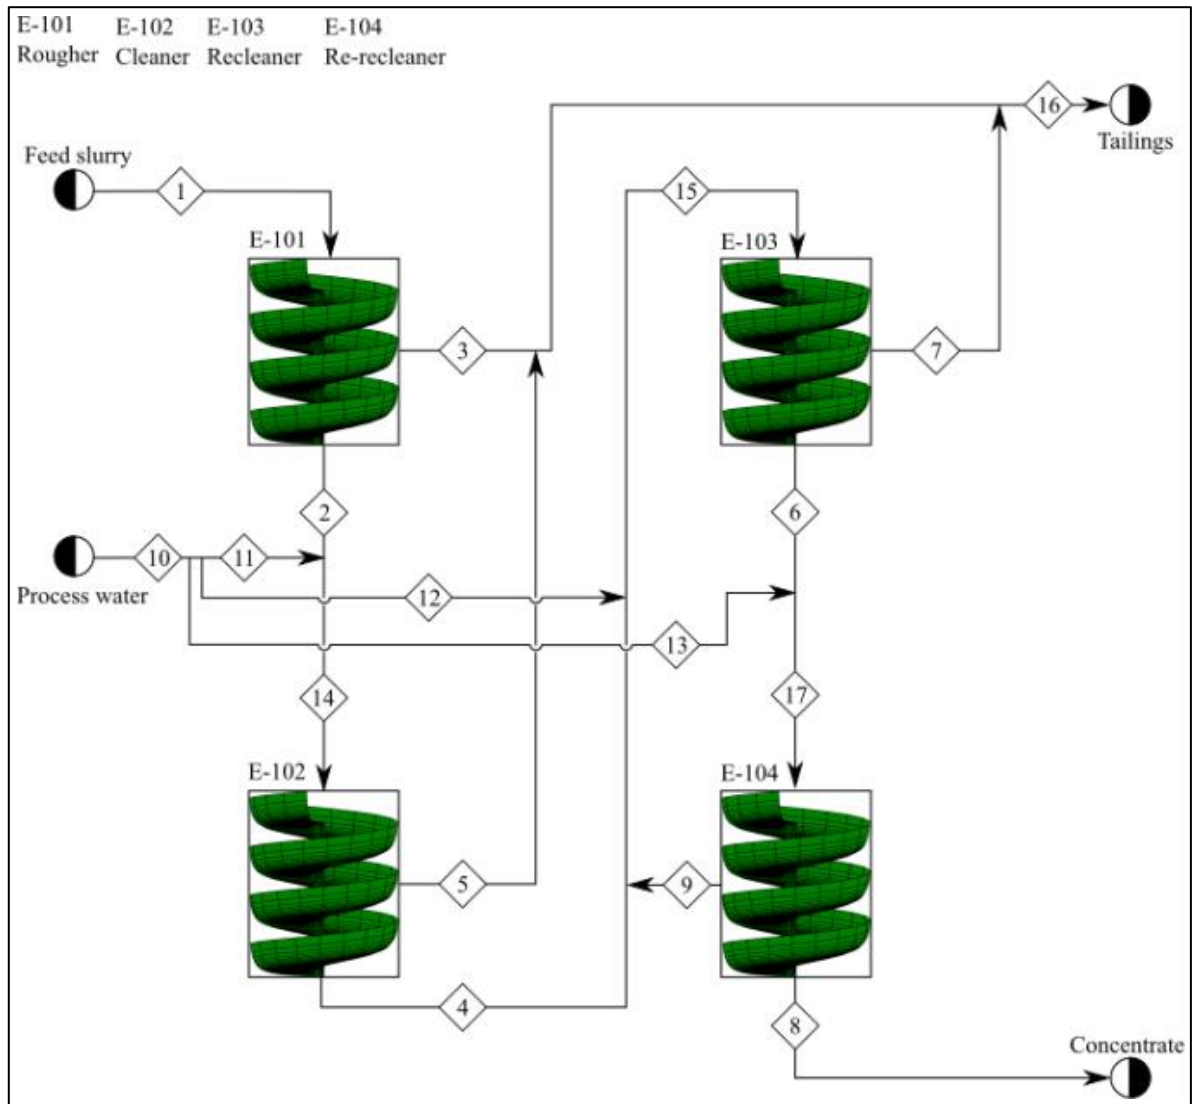 E-101 E-102 E-103 E-104
Rougher Cleaner Recleaner Re-recleaner
16
Tailings
Feed slurry
1
15
E-101
E-103
3
7
2
6
10
11
Process water
12
13
14
17
E-102
E-104
5
9
4
8
Concentrate